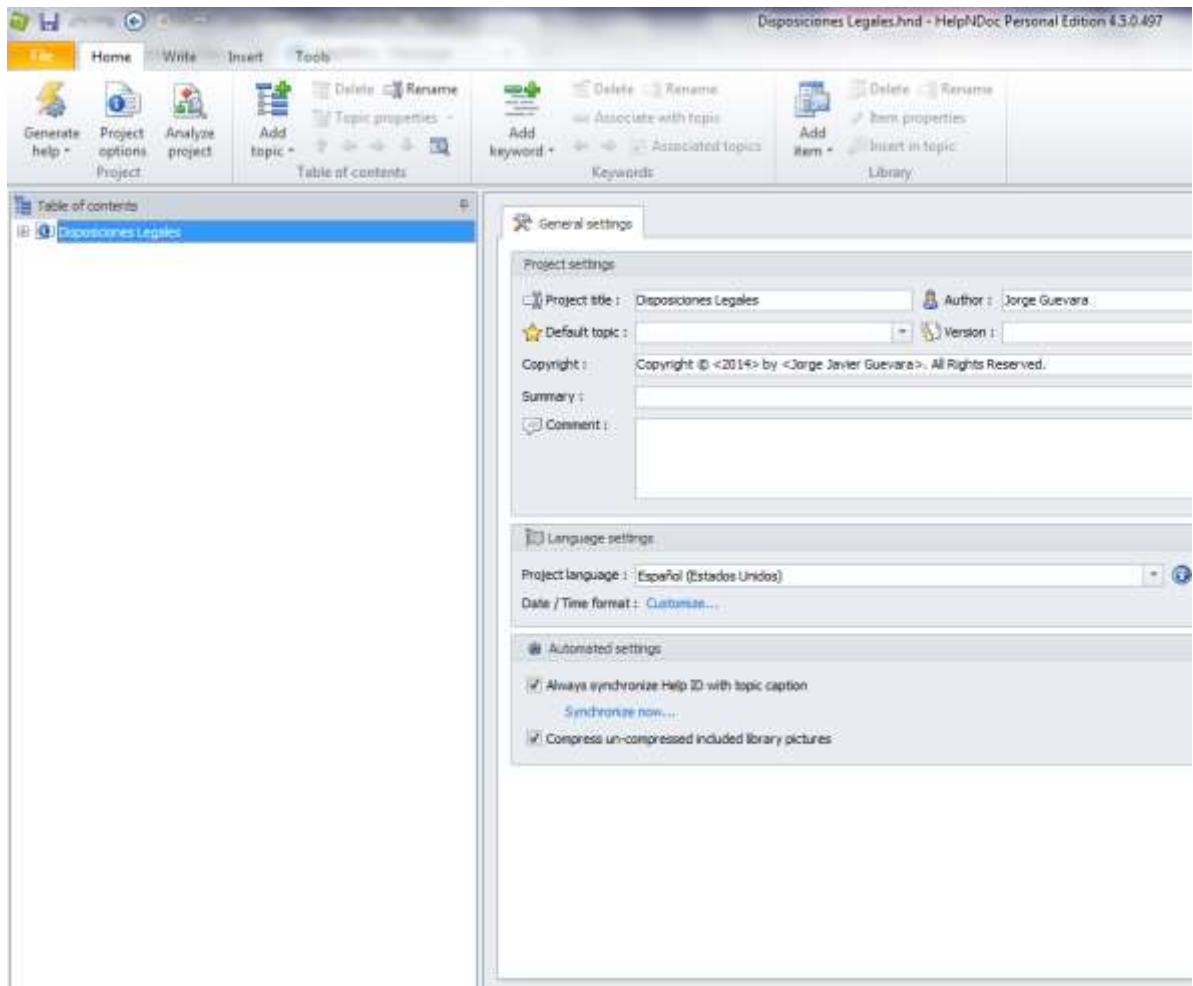 Disposiciones Legales.hnd - HelpNDoc Personal Edition 4.3.0.497
File Home Write Insert Tools
Delete Rename
Topic properties
Generate help
Project options
Analyze project
Add topic
Project
Table of contents
Delete Rename
Associate with topic
Add keyword
Associated topics
Keywords
Delete Rename
Item properties
Add item
Insert in topic
Library
Table of contents
Disposiciones Legales
General settings
Project settings
Project title : Disposiciones Legales Author : Jorge Guevara
Default topic : Version :
Copyright : Copyright © <2014> by <Jorge Javier Guevara>. All Rights Reserved.
Summary :
Comment :
Language settings
Project language : Español (Estados Unidos)
Date / Time format : Customize...
Automated settings
Always synchronize Help ID with topic caption
Synchronize now...
Compress un-compressed included library pictures